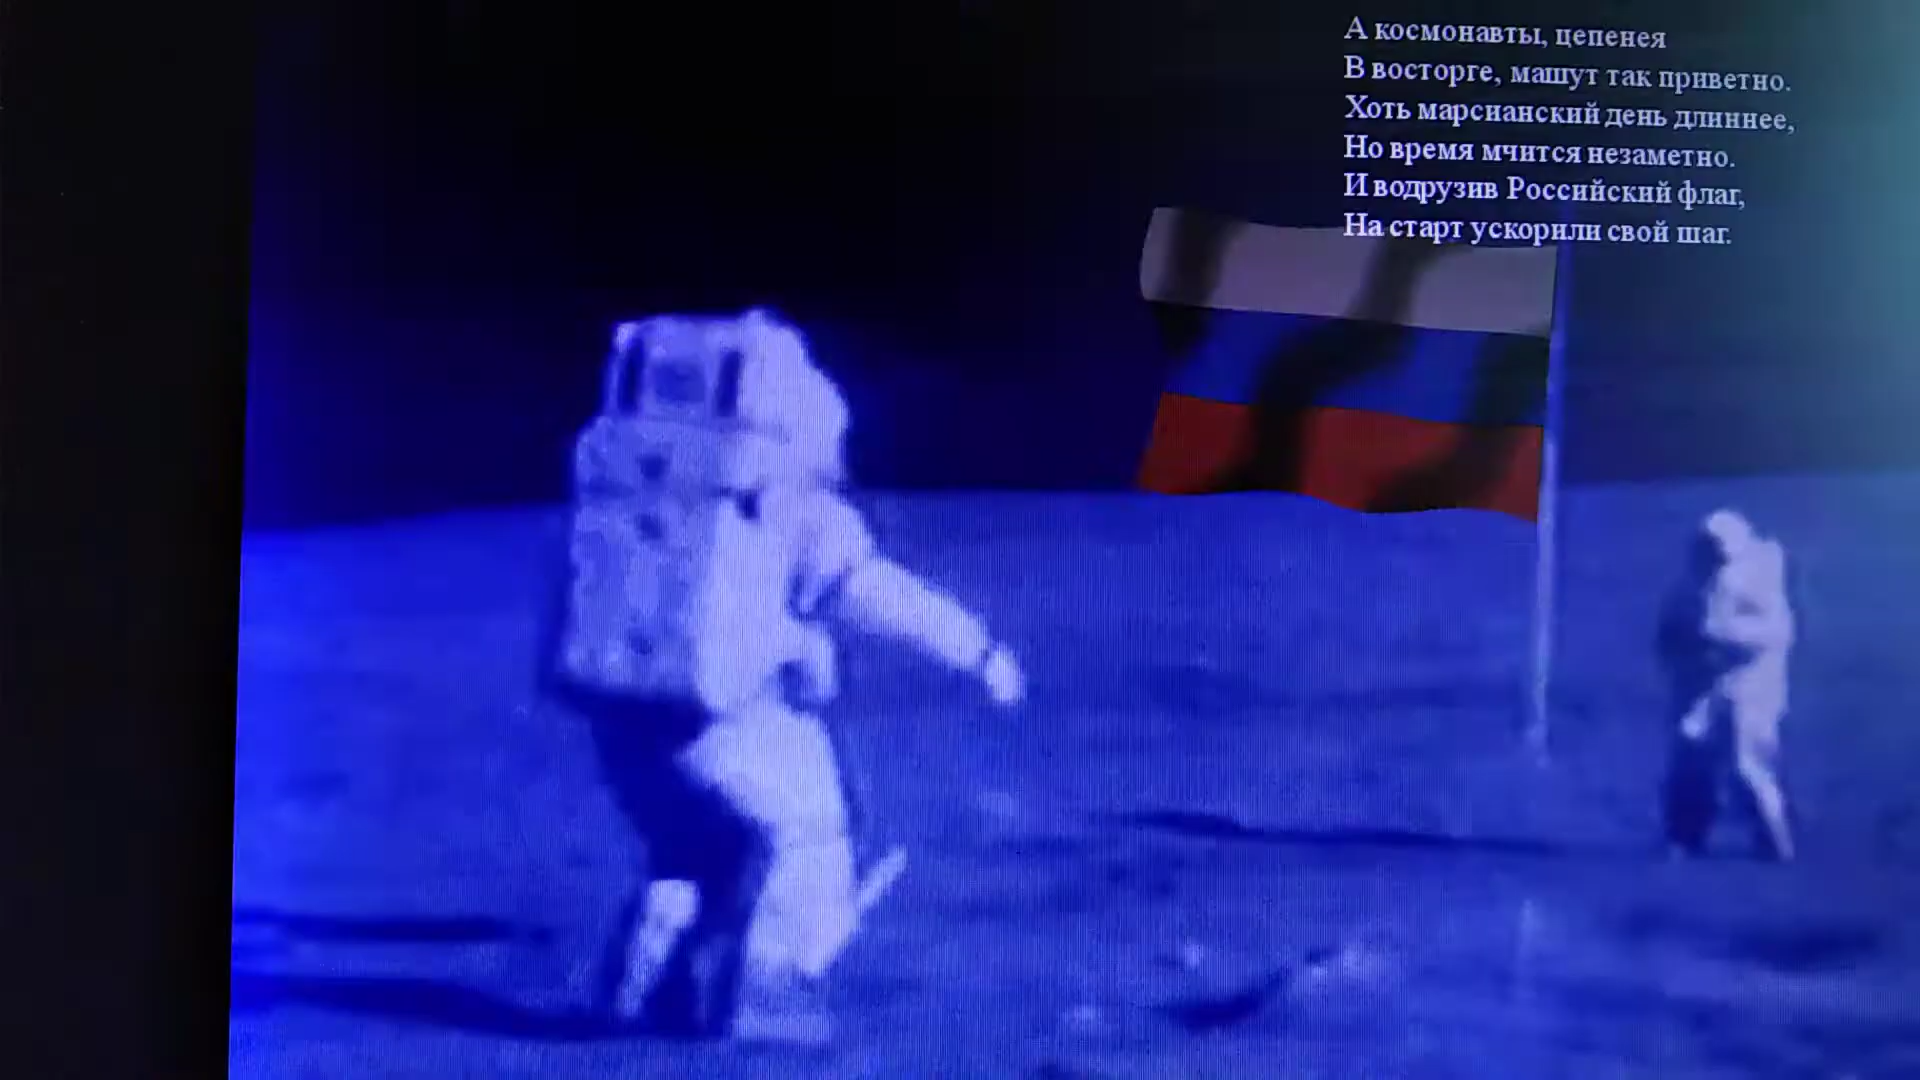 А космонавты, цепенея
В восторге, машут так приветно.
Хоть марсианский день длиннее,
Но время мчится незаметно.
И водрузив Российский флаг,
На старт ускорили свой шаг.